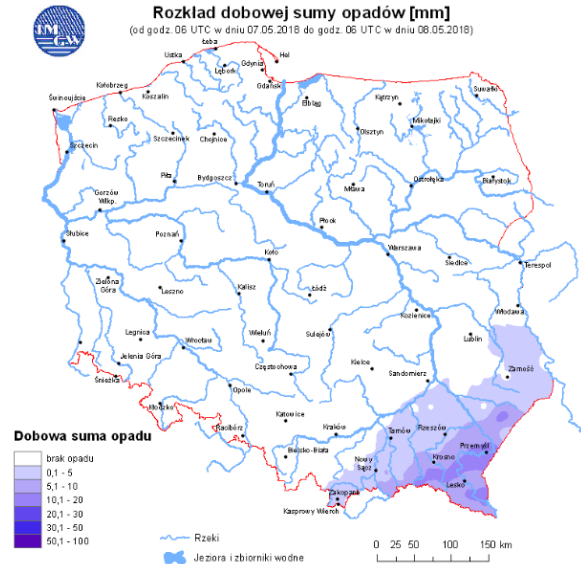 Rozkład dobowej sumy opadów [mm]
(od godz. 06 UTC w dniu 07.05.2018 do godz. 06 UTC w dniu 08.05.2018)
IMGW
Łeba
Ustka
Hel
Lębork
Gdynia
Gdańsk
Kołobrzeg
Koszalin
Świnoujście
Resko
Szczecinek
Chojnice
Elbląg
Kętrzyn
Suwałki
Mikołajki
Olsztyn
Szczecin
Piła
Bydgoszcz
Toruń
Mława
Ostrołęka
Białystok
Gorzów
Wlkp.
Płock
Słubice
Poznań
Koło
Warszawa
Siedlce
Terespol
Zielona
Góra
Leszno
Kalisz
Łódź
Kozienice
Włodawa
Legnica
Wrocław
Wieluń
Sulejów
Lublin
Jelenia Góra
Śnieżka
Częstochowa
Kielce
Sandomierz
Zamość
Opole
Kłodzko
Katowice
Racibórz
Kraków
Tarnów
Rzeszów
Bielsko-Biała
Nowy
Sącz
Krosno
Przemyśl
Lesko
Zakopane
Kasprowy Wierch
Dobowa suma opadu
brak opadu
0,1 - 5
5,1 - 10
10,1 - 20
20,1 - 30
30,1 - 50
50,1 - 100
Rzeki
Jeziora i zbiorniki wodne
0 25 50 100 150 km